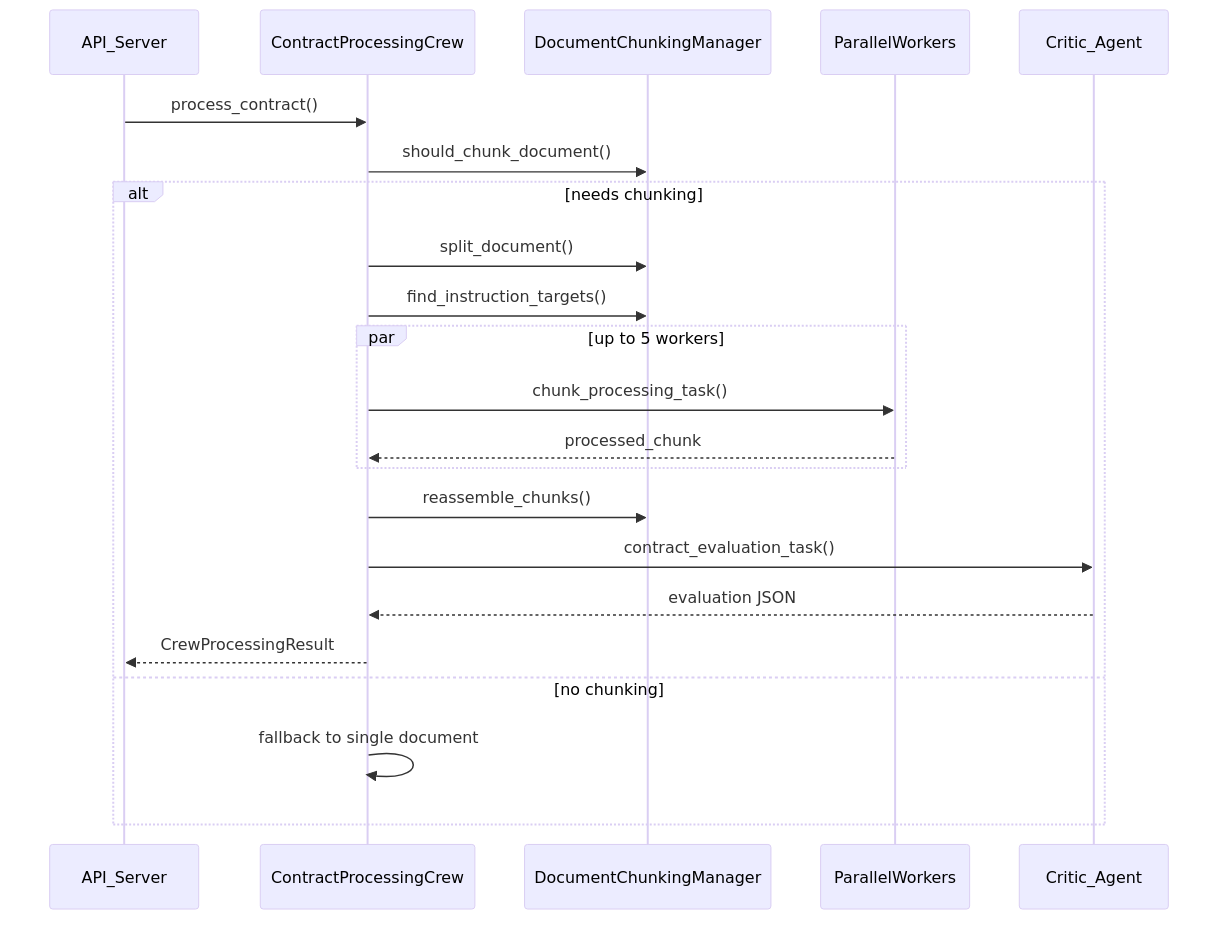 API_Server
ContractProcessingCrew
DocumentChunkingManager
ParallelWorkers
Critic_Agent
process_contract()
should_chunk_document()
alt
[needs chunking]
split_document()
find_instruction_targets()
par
[up to 5 workers]
chunk_processing_task()
processed_chunk
reassemble_chunks()
contract_evaluation_task()
evaluation JSON
CrewProcessingResult
[no chunking]
fallback to single document
API_Server
ContractProcessingCrew
DocumentChunkingManager
ParallelWorkers
Critic_Agent